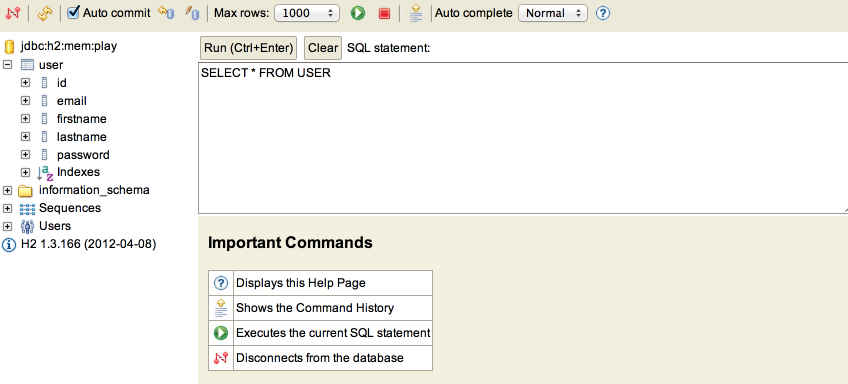 Auto commit Max rows: 1000 Auto complete Normal
jdbc:h2:mem:play
user
id
email
firstname
lastname
password
Indexes
information_schema
Sequences
Users
H2 1.3.166 (2012-04-08)
Run (Ctrl+Enter) Clear SQL statement:
SELECT * FROM USER
Important Commands
Displays this Help Page
Shows the Command History
Executes the current SQL statement
Disconnects from the database